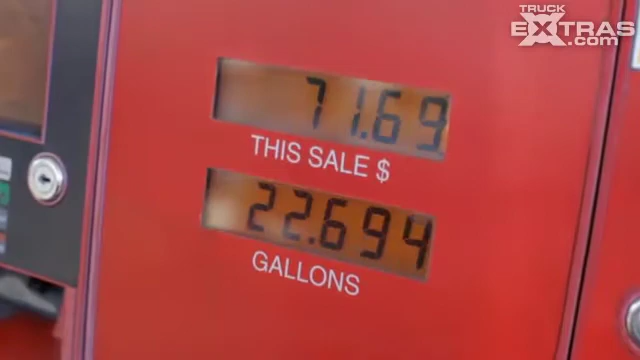 TRUCK
EXTRAS
.com
71.69
THIS SALE $
22.694
GALLONS